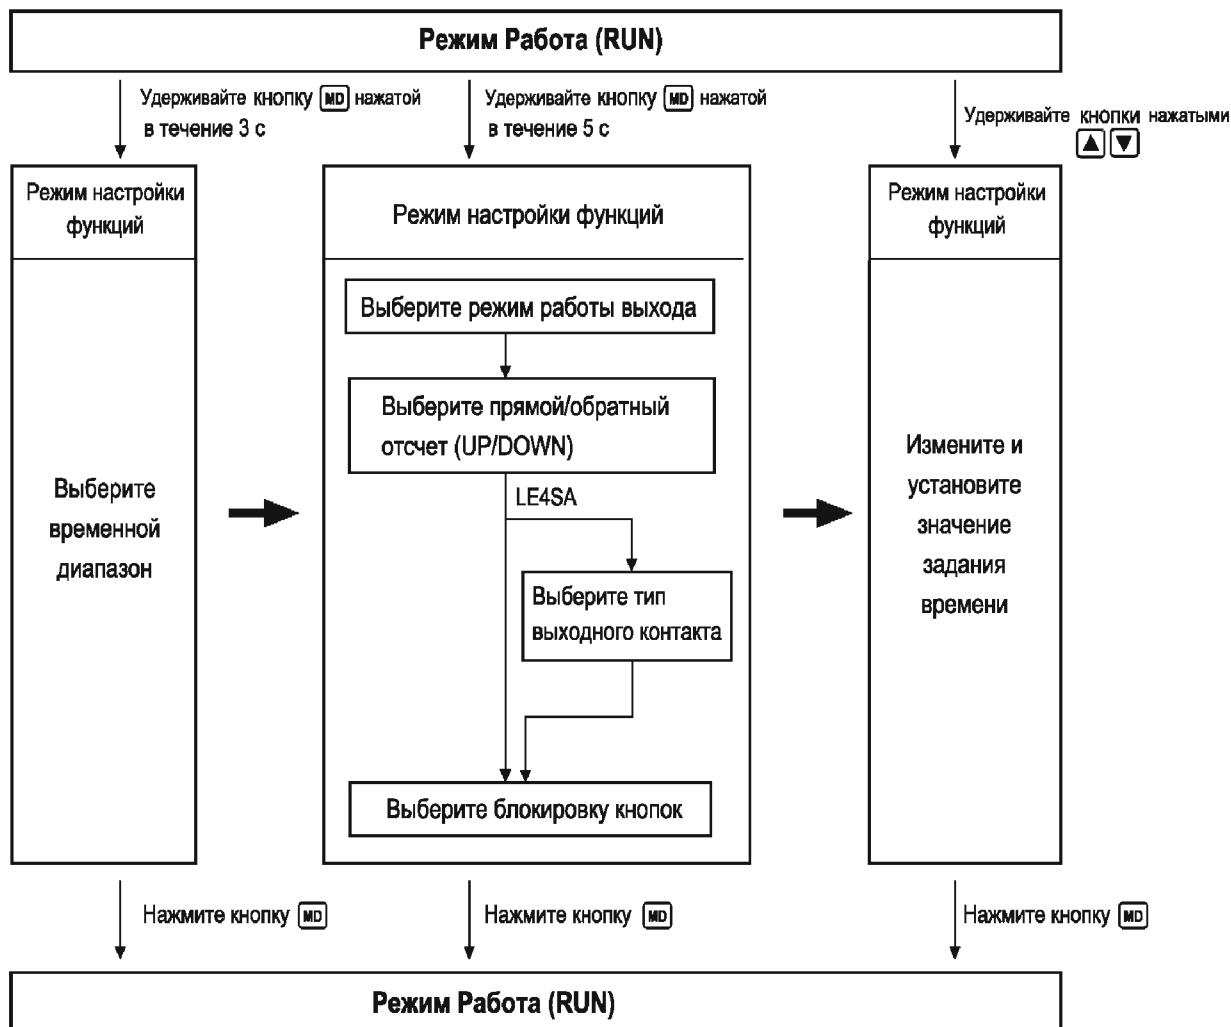 Режим Работа (RUN)
Удерживайте кнопку MD нажатой
в течение 3 с
Удерживайте кнопку MD нажатой
в течение 5 с
Удерживайте кнопки нажатыми
▲ ▼
Режим настройки
функций
Выберите
временной
диапазон
Режим настройки функций
Выберите режим работы выхода
Выберите прямой/обратный
отсчет (UP/DOWN)
LE4SA
Выберите тип
выходного контакта
Выберите блокировку кнопок
Режим настройки
функций
Измените и
установите
значение
задания
времени
Нажмите кнопку MD
Нажмите кнопку MD
Нажмите кнопку MD
Режим Работа (RUN)